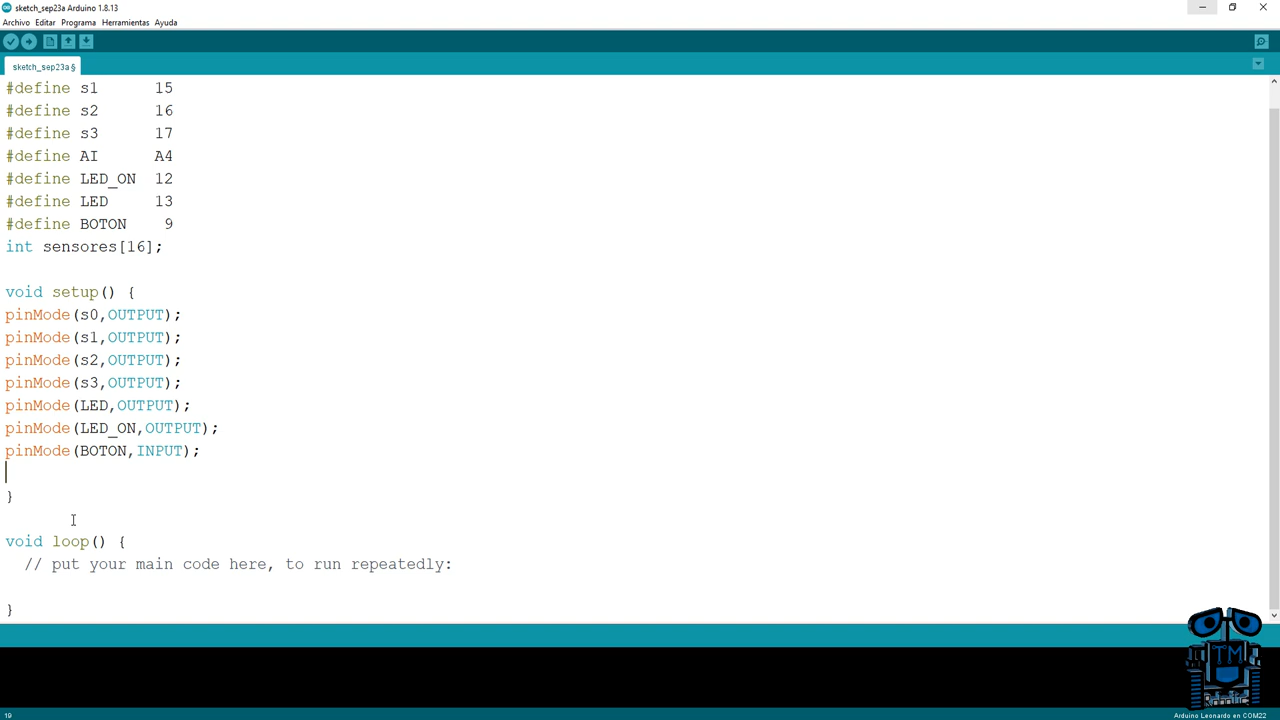 sketch_sep23a Arduino 1.8.13
Archivo Editar Programa Herramientas Ayuda
sketch_sep23a §
#define s1      15
#define s2      16
#define s3      17
#define AI      A4
#define LED_ON  12
#define LED     13
#define BOTON    9
int sensores[16];
void setup() {
pinMode(s0,OUTPUT);
pinMode(s1,OUTPUT);
pinMode(s2,OUTPUT);
pinMode(s3,OUTPUT);
pinMode(LED,OUTPUT);
pinMode(LED_ON,OUTPUT);
pinMode(BOTON,INPUT);
}
void loop() {
  // put your main code here, to run repeatedly:
}
TM
Robotics
19
Arduino Leonardo en COM22